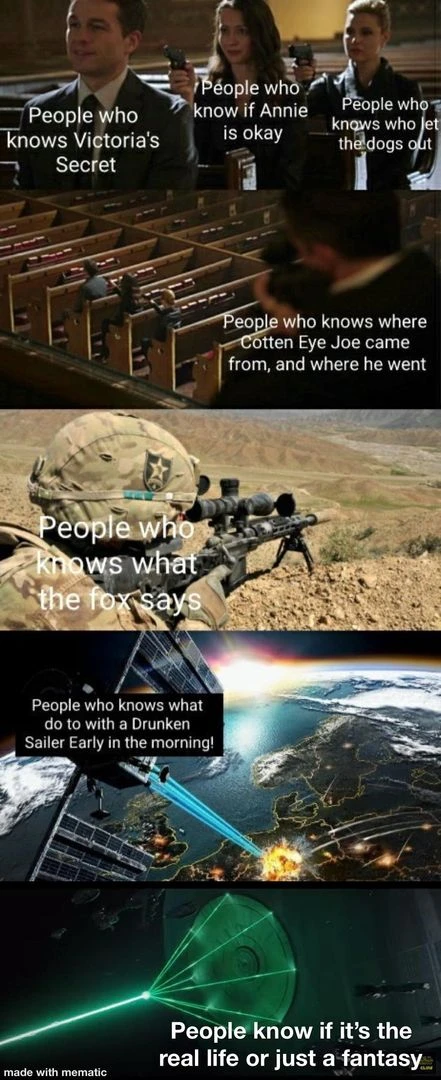 People who
knows Victoria's
Secret
People who
know if Annie
is okay
People who
knows who let
the dogs out
People who knows where
Cotten Eye Joe came
from, and where he went
People who
knows what
the fox says
People who knows what
do to with a Drunken
Sailer Early in the morning!
People know if it's the
real life or just a fantasy
made with mematic